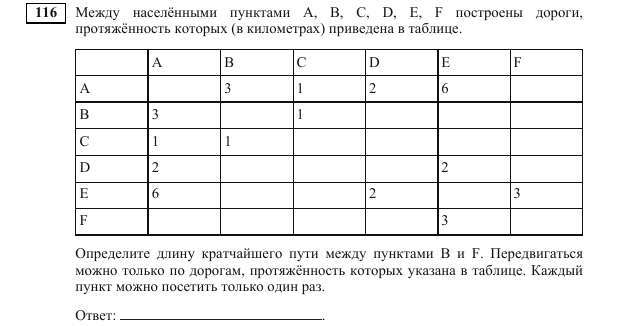 116 Между населёнными пунктами A, B, C, D, E, F построены дороги,
протяжённость которых (в километрах) приведена в таблице.
A B C D E F
A 3 1 2 6
B 3 1
C 1 1
D 2 2
E 6 2 3
F 3
Определите длину кратчайшего пути между пунктами B и F. Передвигаться
можно только по дорогам, протяжённость которых указана в таблице. Каждый
пункт можно посетить только один раз.
Ответ: ___________________________.